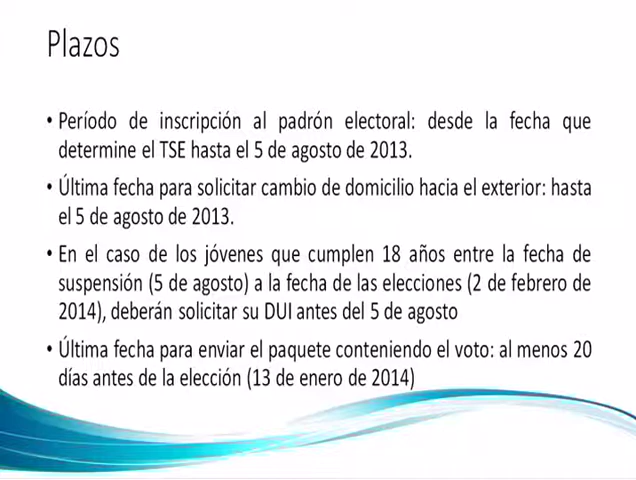 Plazos
• Período de inscripción al padrón electoral: desde la fecha que
determine el TSE hasta el 5 de agosto de 2013.
• Última fecha para solicitar cambio de domicilio hacia el exterior: hasta
el 5 de agosto de 2013.
• En el caso de los jóvenes que cumplen 18 años entre la fecha de
suspensión (5 de agosto) a la fecha de las elecciones (2 de febrero de
2014), deberán solicitar su DUI antes del 5 de agosto
• Última fecha para enviar el paquete conteniendo el voto: al menos 20
días antes de la elección (13 de enero de 2014)